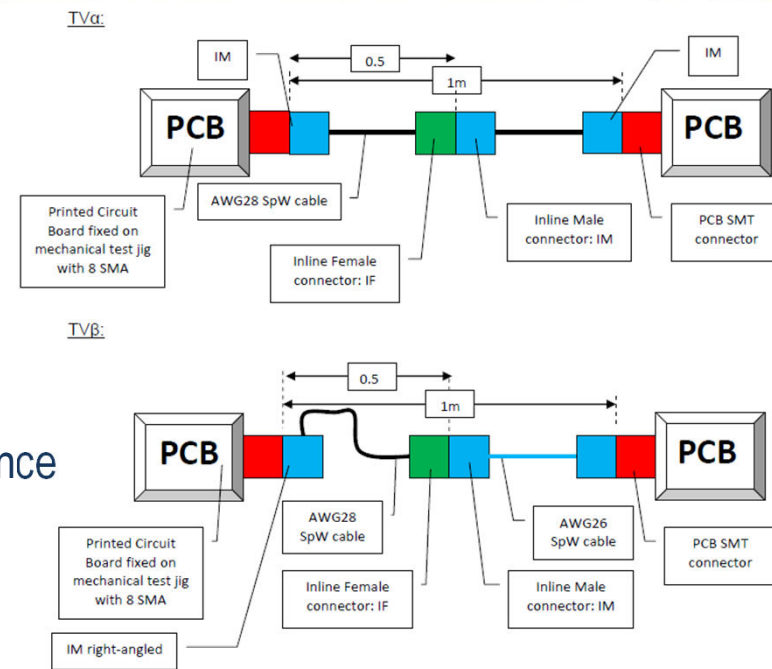 TVα:
IM
0.5
IM
1m
PCB
PCB
AWG28 SpW cable
Printed Circuit
Board fixed on
mechanical test jig
with 8 SMA
Inline Female
connector: IF
Inline Male
connector: IM
PCB SMT
connector
TVβ:
0.5
1m
PCB
PCB
AWG28
SpW cable
AWG26
SpW cable
Printed Circuit
Board fixed on
mechanical test jig
with 8 SMA
Inline Female
connector: IF
Inline Male
connector: IM
PCB SMT
connector
IM right-angled